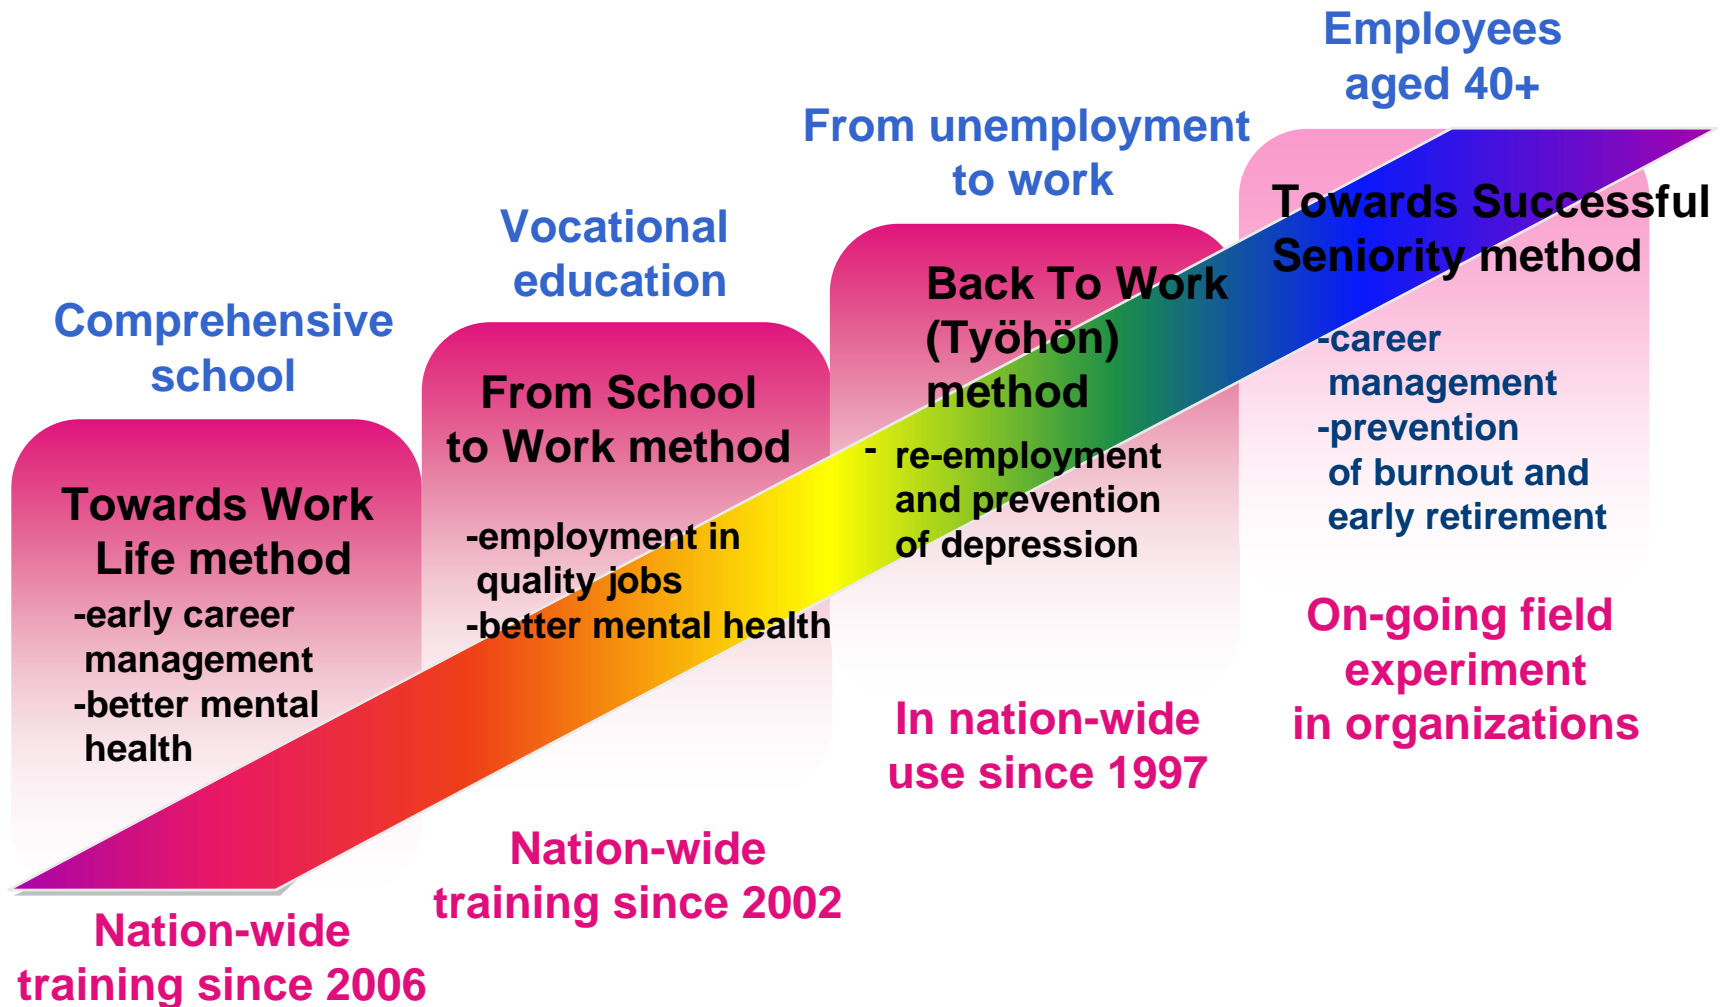 Comprehensive
school
Towards Work
Life method
-early career
management
-better mental
health
Nation-wide
training since 2006
Vocational
education
From School
to Work method
-employment in
quality jobs
-better mental health
Nation-wide
training since 2002
From unemployment
to work
Back To Work
(Työhön)
method
- re-employment
and prevention
of depression
In nation-wide
use since 1997
Employees
aged 40+
Towards Successful
Seniority method
-career
management
-prevention
of burnout and
early retirement
On-going field
experiment
in organizations